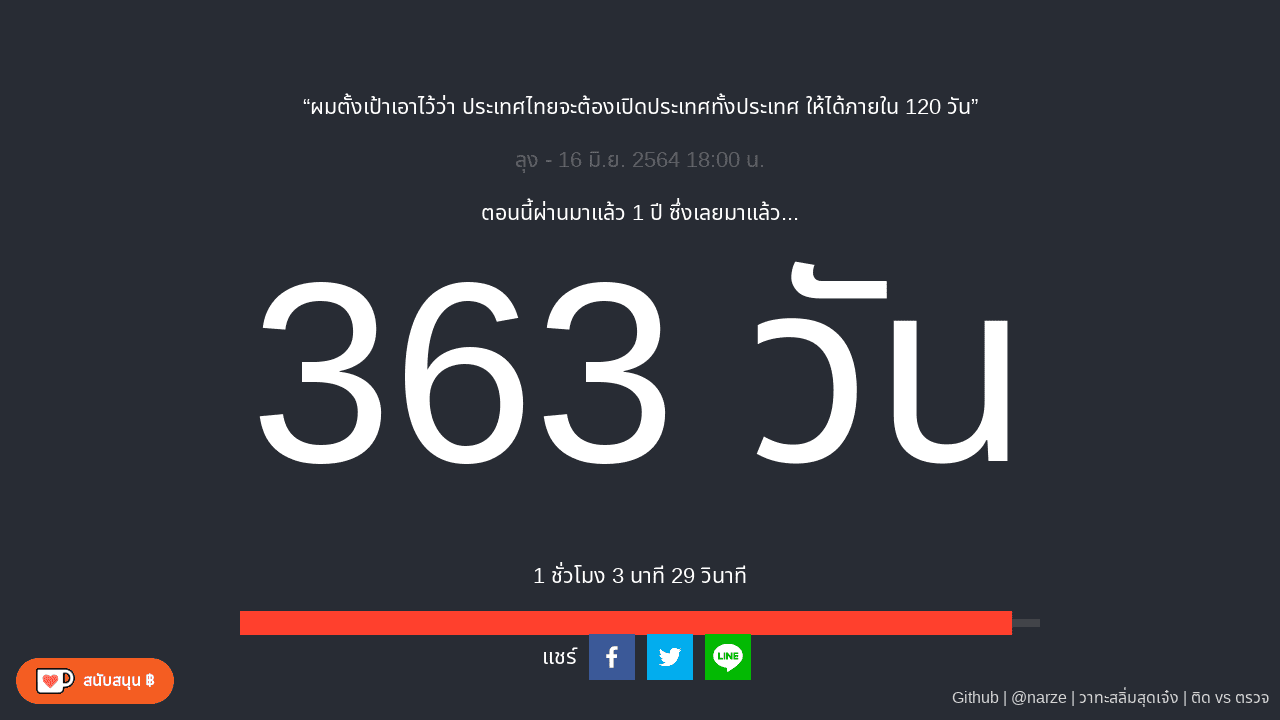 “ผมตั้งเป้าเอาไว้ว่า ประเทศไทยจะต้องเปิดประเทศทั้งประเทศ ให้ได้ภายใน 120 วัน”
ลุง - 16 มิ.ย. 2564 18:00 น.
ตอนนี้ผ่านมาแล้ว 1 ปี ซึ่งเลยมาแล้ว...
363 วัน
1 ชั่วโมง 3 นาที 29 วินาที
แชร์
LINE
สนับสนุน ฿
Github | @narze | วาทะสลิ่มสุดเจ๋ง | ติด vs ตรวจ